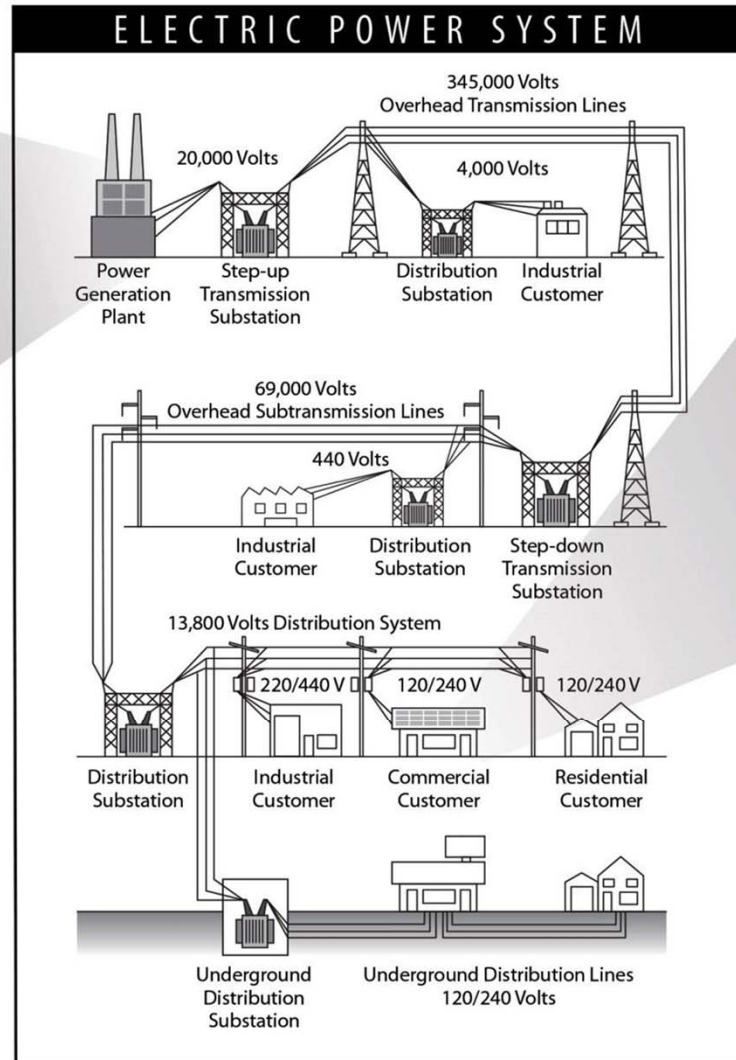 ELECTRIC POWER SYSTEM
345,000 Volts
Overhead Transmission Lines
20,000 Volts
4,000 Volts
Power
Generation
Plant
Step-up
Transmission
Substation
Distribution
Substation
Industrial
Customer
69,000 Volts
Overhead Subtransmission Lines
440 Volts
Industrial
Customer
Distribution
Substation
Step-down
Transmission
Substation
13,800 Volts Distribution System
220/440 V
120/240 V
120/240 V
Distribution
Substation
Industrial
Customer
Commercial
Customer
Residential
Customer
Underground
Distribution
Substation
Underground Distribution Lines
120/240 Volts